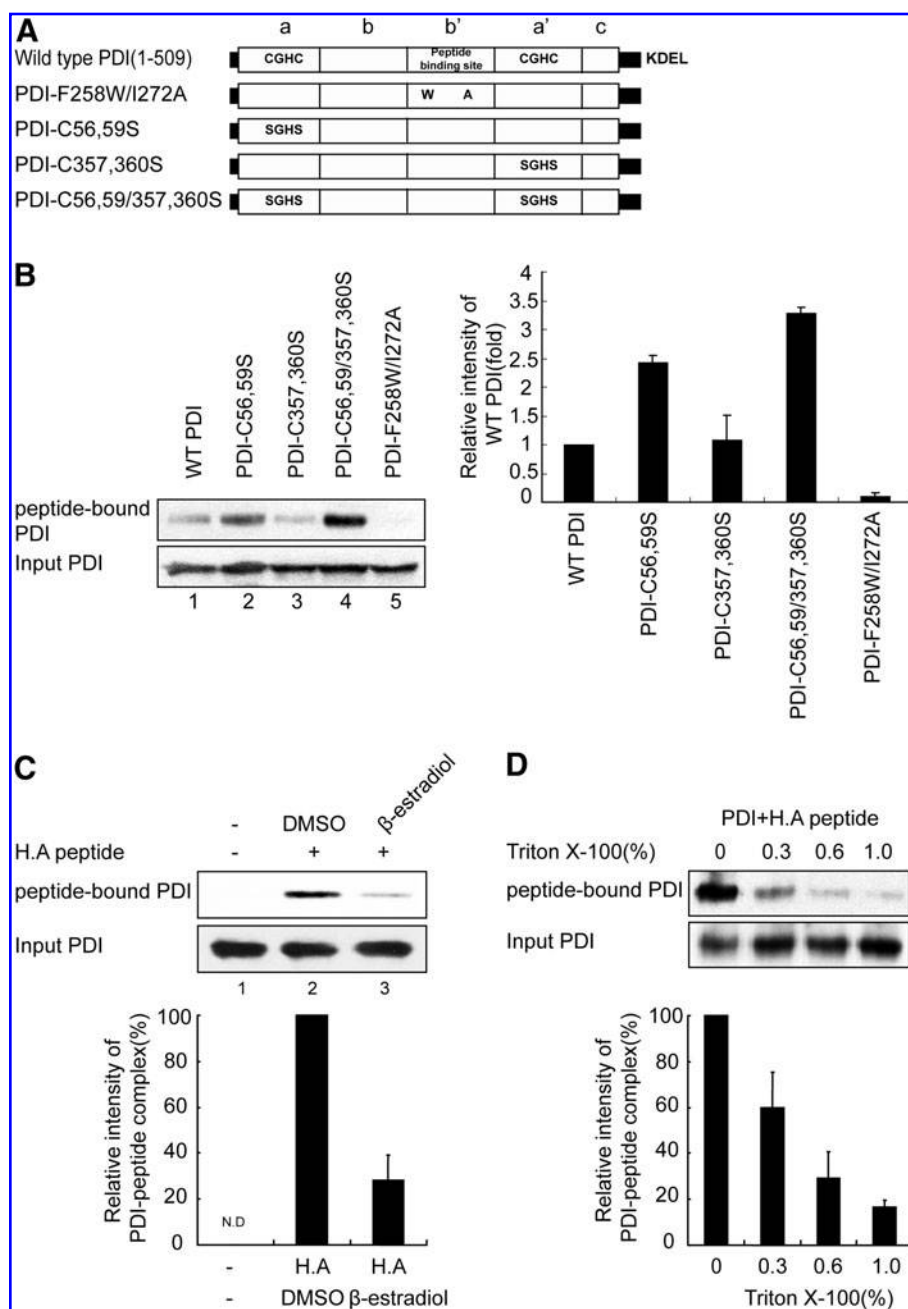 A
a b b' a' c
Wild type PDI(1-509) CGHC Peptide binding site CGHC KDEL
PDI-F258W/I272A W A
PDI-C56,59S SGHS
PDI-C357,360S SGHS
PDI-C56,59/357,360S SGHS SGHS
B
WT PDI
PDI-C56,59S
PDI-C357,360S
PDI-C56,59/357,360S
PDI-F258W/I272A
peptide-bound
PDI
Input PDI
1 2 3 4 5
Relative intensity of
WT PDI(fold)
4
3.5
3
2.5
2
1.5
1
0.5
0
WT PDI
PDI-C56,59S
PDI-C357,360S
PDI-C56,59/357,360S
PDI-F258W/I272A
C
- DMSO β-estradiol
H.A peptide - + +
peptide-bound PDI
Input PDI
1 2 3
Relative intensity of
PDI-peptide complex(%)
100
80
60
40
20
0
N.D
- H.A H.A
- DMSO β-estradiol
D
PDI+H.A peptide
Triton X-100(%) 0 0.3 0.6 1.0
peptide-bound PDI
Input PDI
Relative intensity of
PDI-peptide complex(%)
100
80
60
40
20
0
0 0.3 0.6 1.0
Triton X-100(%)